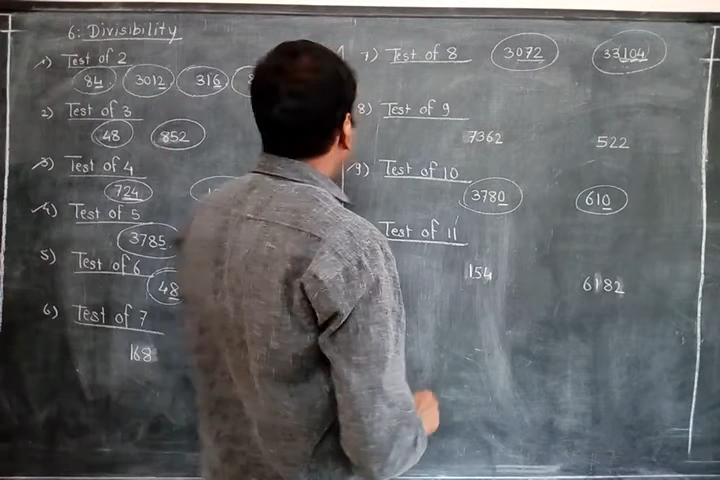 6: Divisibility
1) Test of 2
84 3012 316
2) Test of 3
48 852
3) Test of 4
724
4) Test of 5
3785
5) Test of 6
48
6) Test of 7
168
7) Test of 8 3072 33104
8) Test of 9
7362 522
9) Test of 10
3780 610
Test of 11
154 6182